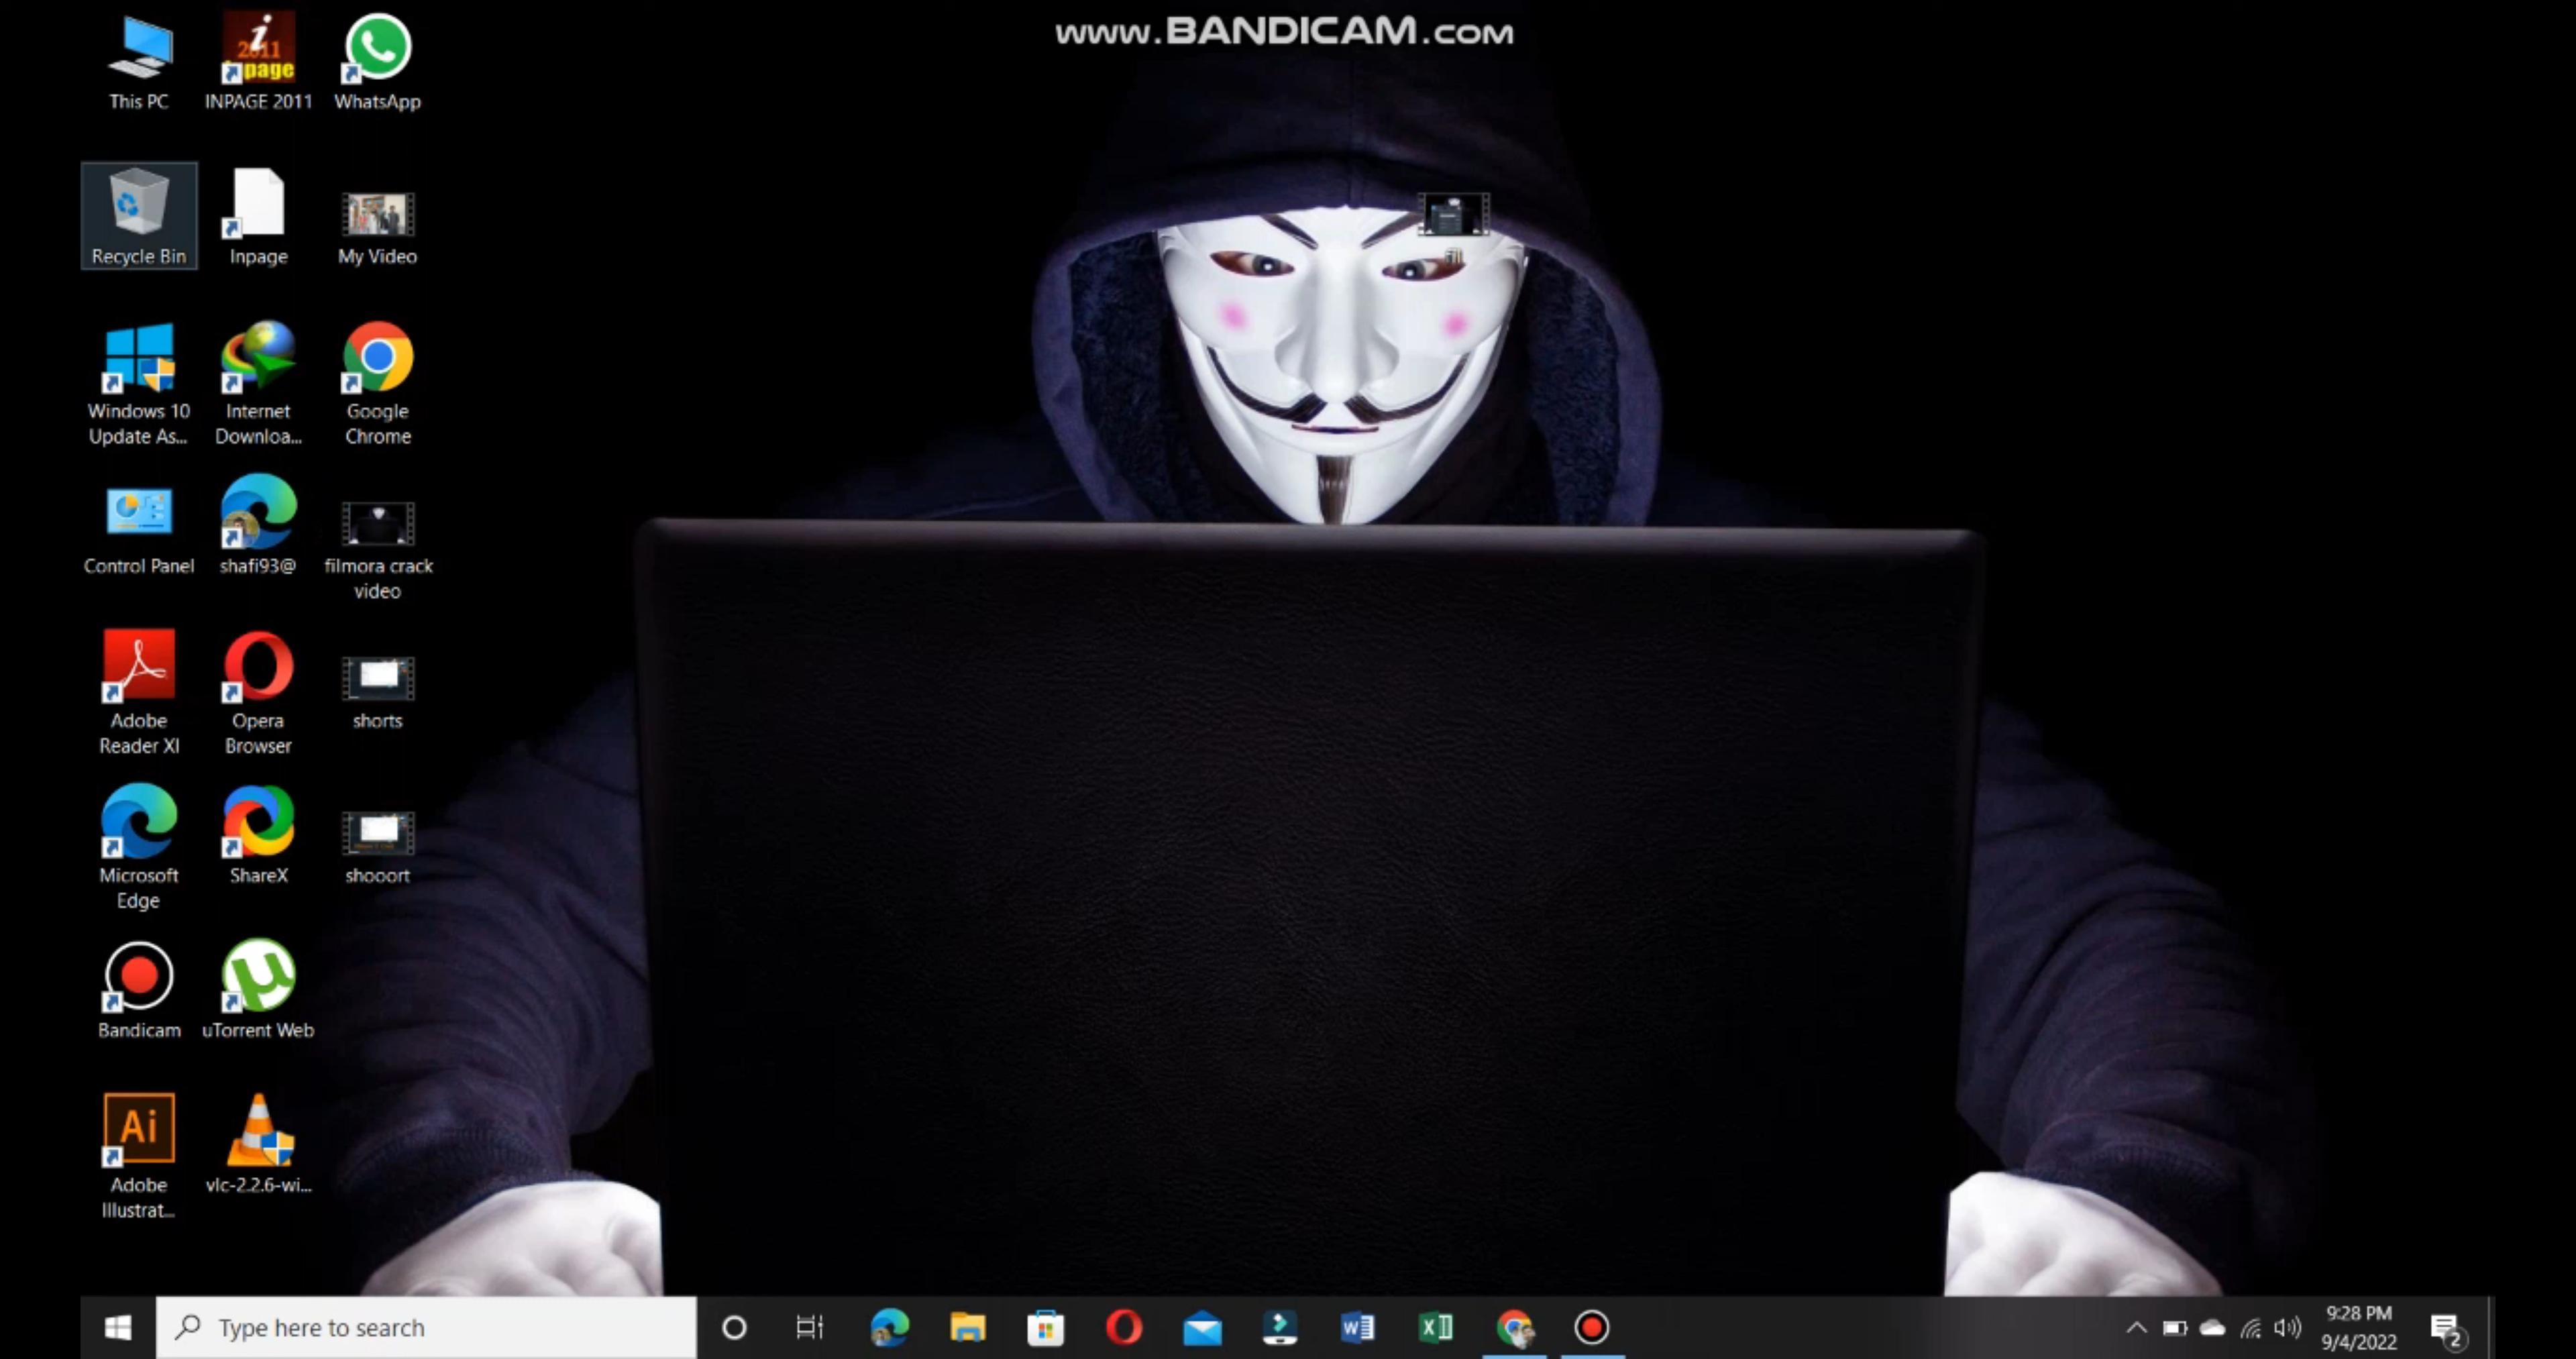 www.BANDICAM.com
This PC
INPAGE 2011
WhatsApp
Recycle Bin
Inpage
My Video
Windows 10
Update As...
Internet
Downloa...
Google
Chrome
Control Panel
shafi93@
filmora crack
video
Adobe
Reader XI
Opera
Browser
shorts
Microsoft
Edge
ShareX
shooort
Bandicam
uTorrent Web
Adobe
Illustrat...
vlc-2.2.6-wi...
Type here to search
9:28 PM
9/4/2022
2